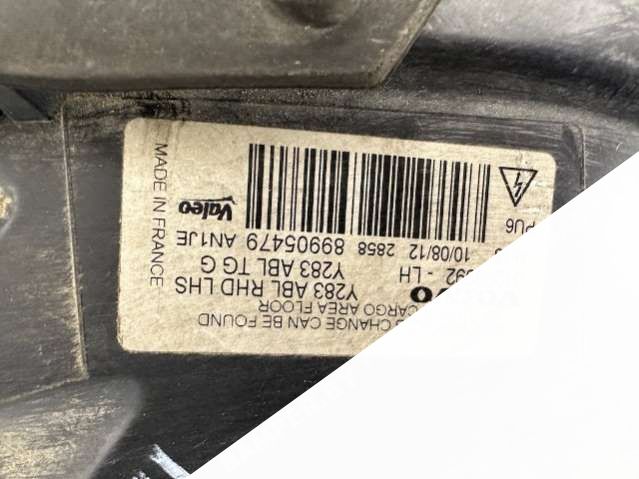 CHANGE CAN BE FOUND
CARGO AREA FLOOR
Y283 ABL RHD LHS
092 - LH Y283 ABL TG G
10/08/12 2858 89905479 AN1JE
PU6
Valeo
MADE IN FRANCE